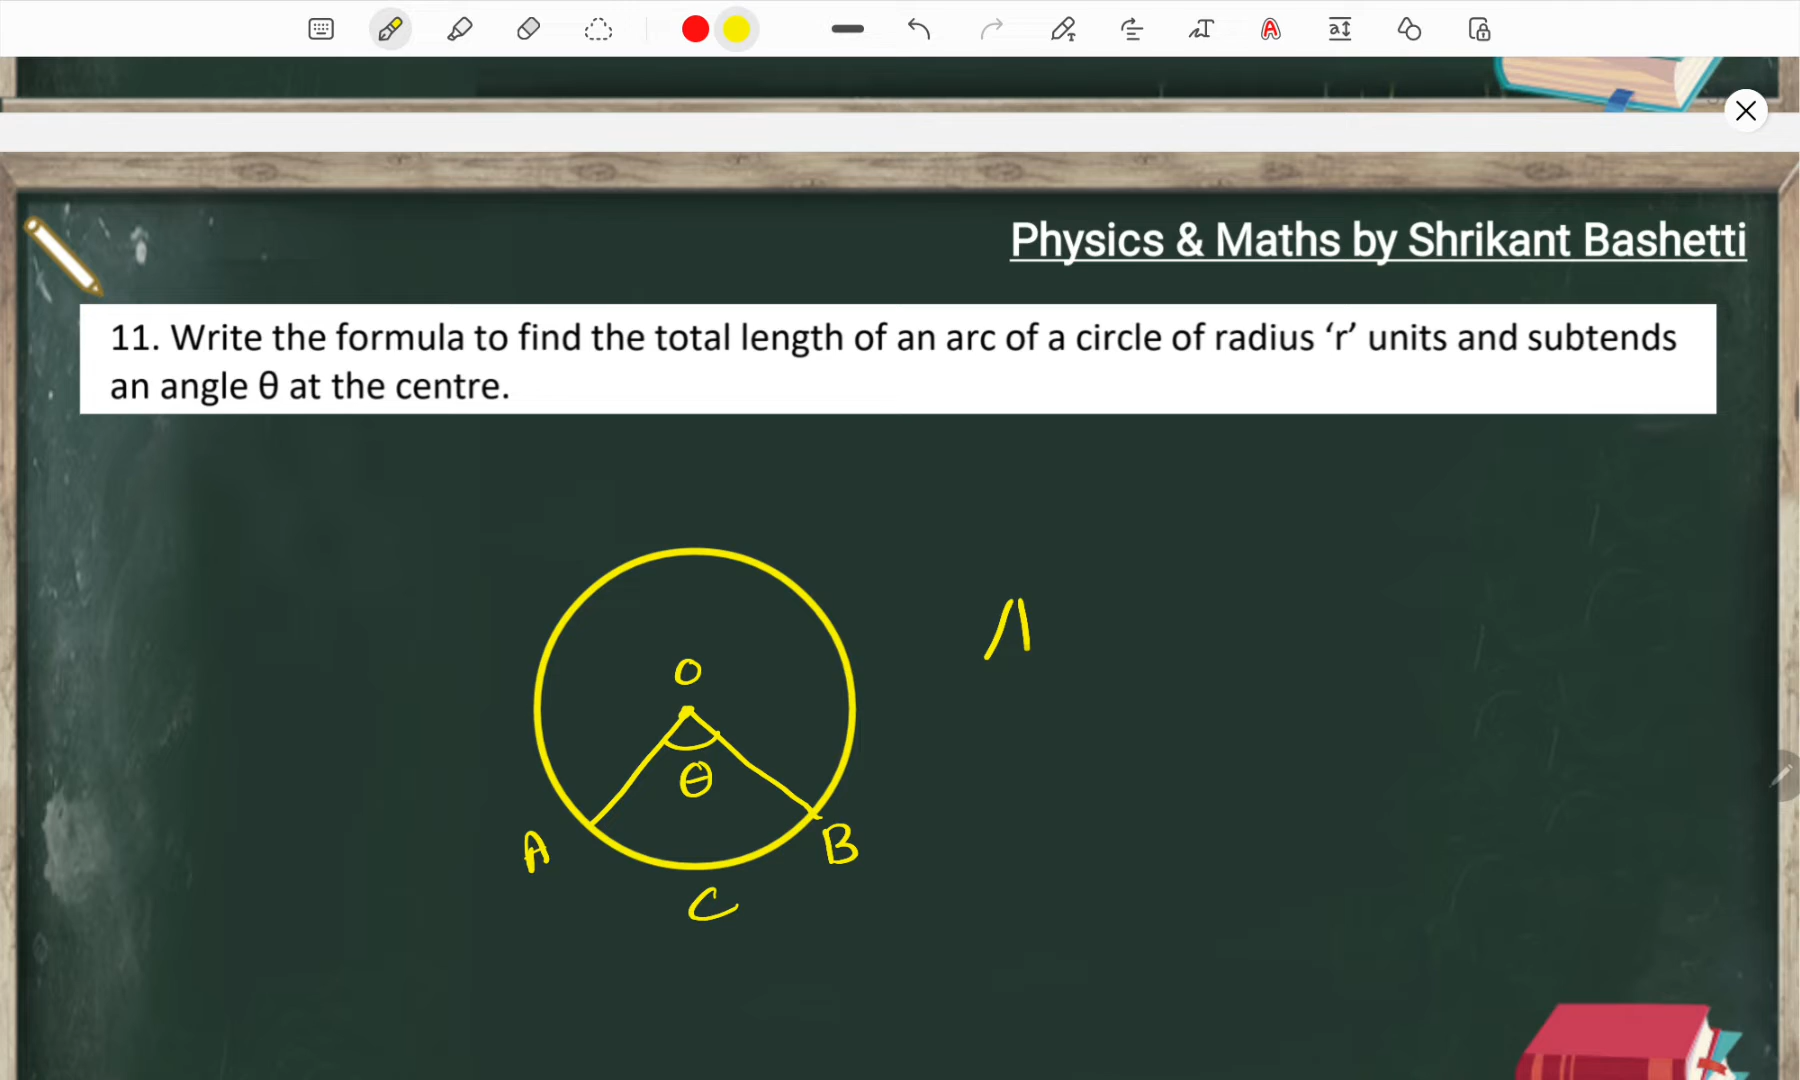 Physics & Maths by Shrikant Bashetti
11. Write the formula to find the total length of an arc of a circle of radius ‘r’ units and subtends
an angle θ at the centre.
O
θ
A
B
C